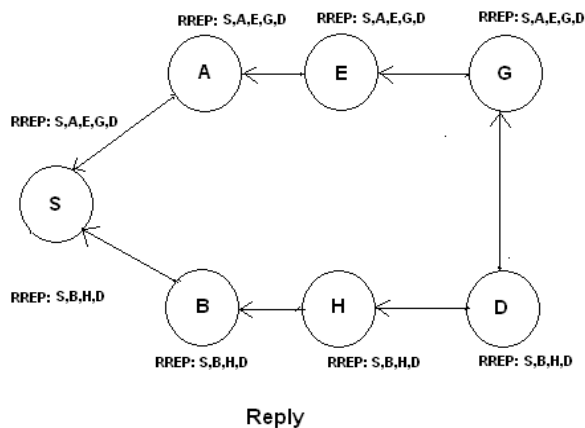 RREP: S,A,E,G,D
RREP: S,A,E,G,D
RREP: S,A,E,G,D
A
E
G
RREP: S,A,E,G,D
S
RREP: S,B,H,D
B
H
D
RREP: S,B,H,D
RREP: S,B,H,D
RREP: S,B,H,D
Reply